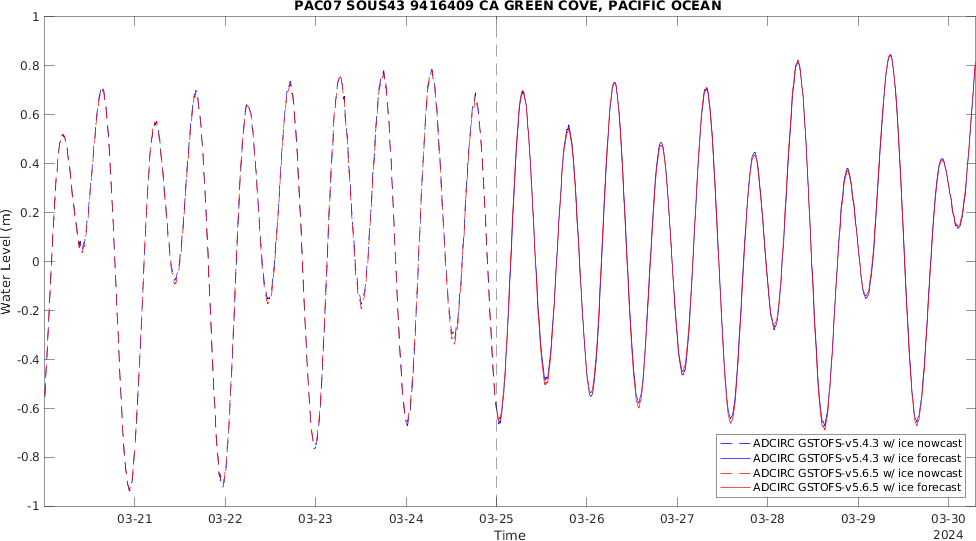 PAC07 SOUS43 9416409 CA GREEN COVE, PACIFIC OCEAN
Water Level (m)
1
0.8
0.6
0.4
0.2
0
-0.2
-0.4
-0.6
-0.8
-1
ADCIRC GSTOFS-v5.4.3 w/ ice nowcast
ADCIRC GSTOFS-v5.4.3 w/ ice forecast
ADCIRC GSTOFS-v5.6.5 w/ ice nowcast
ADCIRC GSTOFS-v5.6.5 w/ ice forecast
03-21 03-22 03-23 03-24 03-25 03-26 03-27 03-28 03-29 03-30
Time
2024